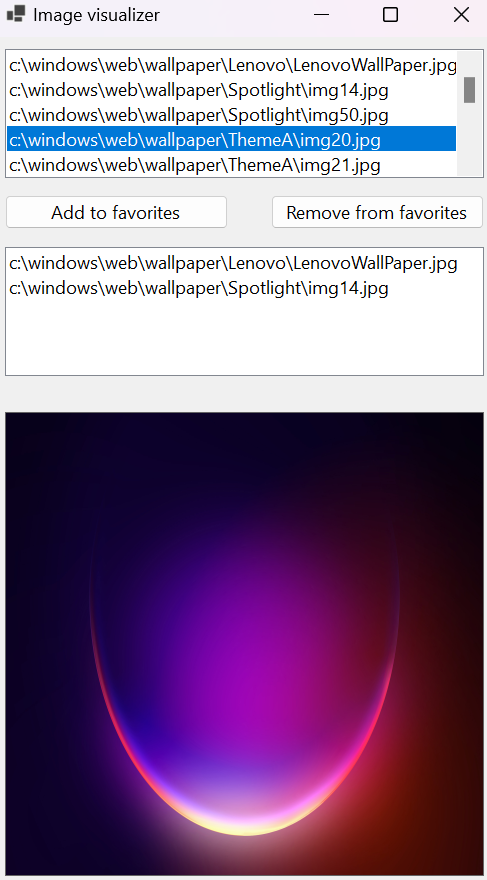 Image visualizer
c:\windows\web\wallpaper\Lenovo\LenovoWallPaper.jpg
c:\windows\web\wallpaper\Spotlight\img14.jpg
c:\windows\web\wallpaper\Spotlight\img50.jpg
c:\windows\web\wallpaper\ThemeA\img20.jpg
c:\windows\web\wallpaper\ThemeA\img21.jpg
Add to favorites
Remove from favorites
c:\windows\web\wallpaper\Lenovo\LenovoWallPaper.jpg
c:\windows\web\wallpaper\Spotlight\img14.jpg